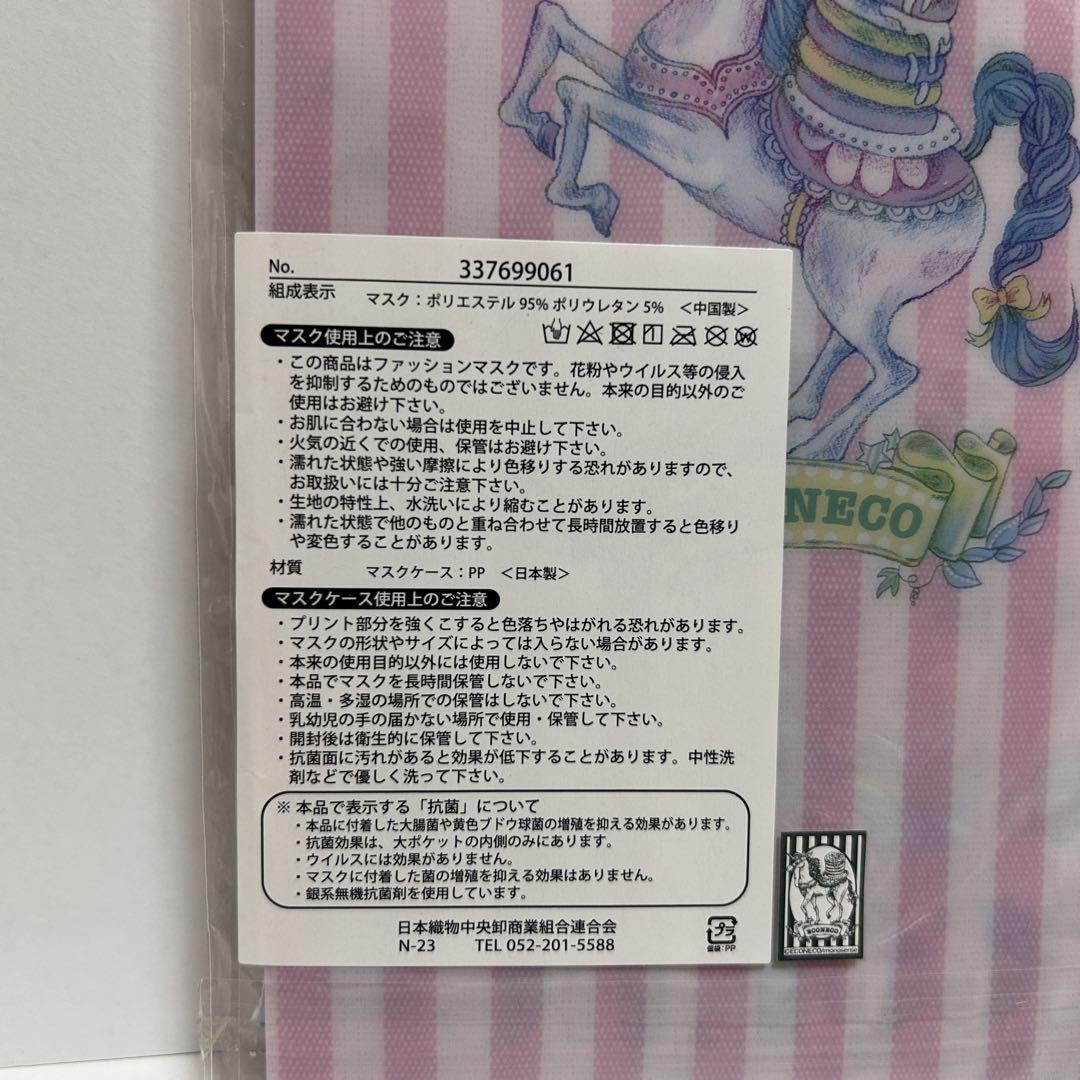 No. 337699061
組成表示 マスク：ポリエステル 95% ポリウレタン 5% ＜中国製＞
マスク使用上のご注意
・この商品はファッションマスクです。花粉やウイルス等の侵入
を抑制するためのものではございません。本来の目的以外のご
使用はお避け下さい。
・お肌に合わない場合は使用を中止して下さい。
・火気の近くでの使用、保管はお避け下さい。
・濡れた状態や強い摩擦により色移りする恐れがありますので、
お取扱いには十分ご注意下さい。
・生地の特性上、水洗いにより縮むことがあります。
・濡れた状態で他のものと重ね合わせて長時間放置すると色移り
や変色することがあります。
材質 マスクケース：PP ＜日本製＞
マスクケース使用上のご注意
・プリント部分を強くこすると色落ちやはがれる恐れがあります。
・マスクの形状やサイズによっては入らない場合があります。
・本来の使用目的以外には使用しないで下さい。
・本品でマスクを長時間保管しないで下さい。
・高温・多湿の場所での保管はしないで下さい。
・乳幼児の手の届かない場所で使用・保管して下さい。
・開封後は衛生的に保管して下さい。
・抗菌面に汚れがあると効果が低下することがあります。中性洗
剤などで優しく洗って下さい。
※ 本品で表示する「抗菌」について
・本品に付着した大腸菌や黄色ブドウ球菌の増殖を抑える効果があります。
・抗菌効果は、大ポケットの内側のみにあります。
・ウイルスには効果がありません。
・マスクに付着した菌の増殖を抑える効果はありません。
・銀系無機抗菌剤を使用しています。
日本織物中央卸商業組合連合会
N-23 TEL 052-201-5588
プラ
個袋：PP
NECO
ECONECO
©ECONECO/monosense